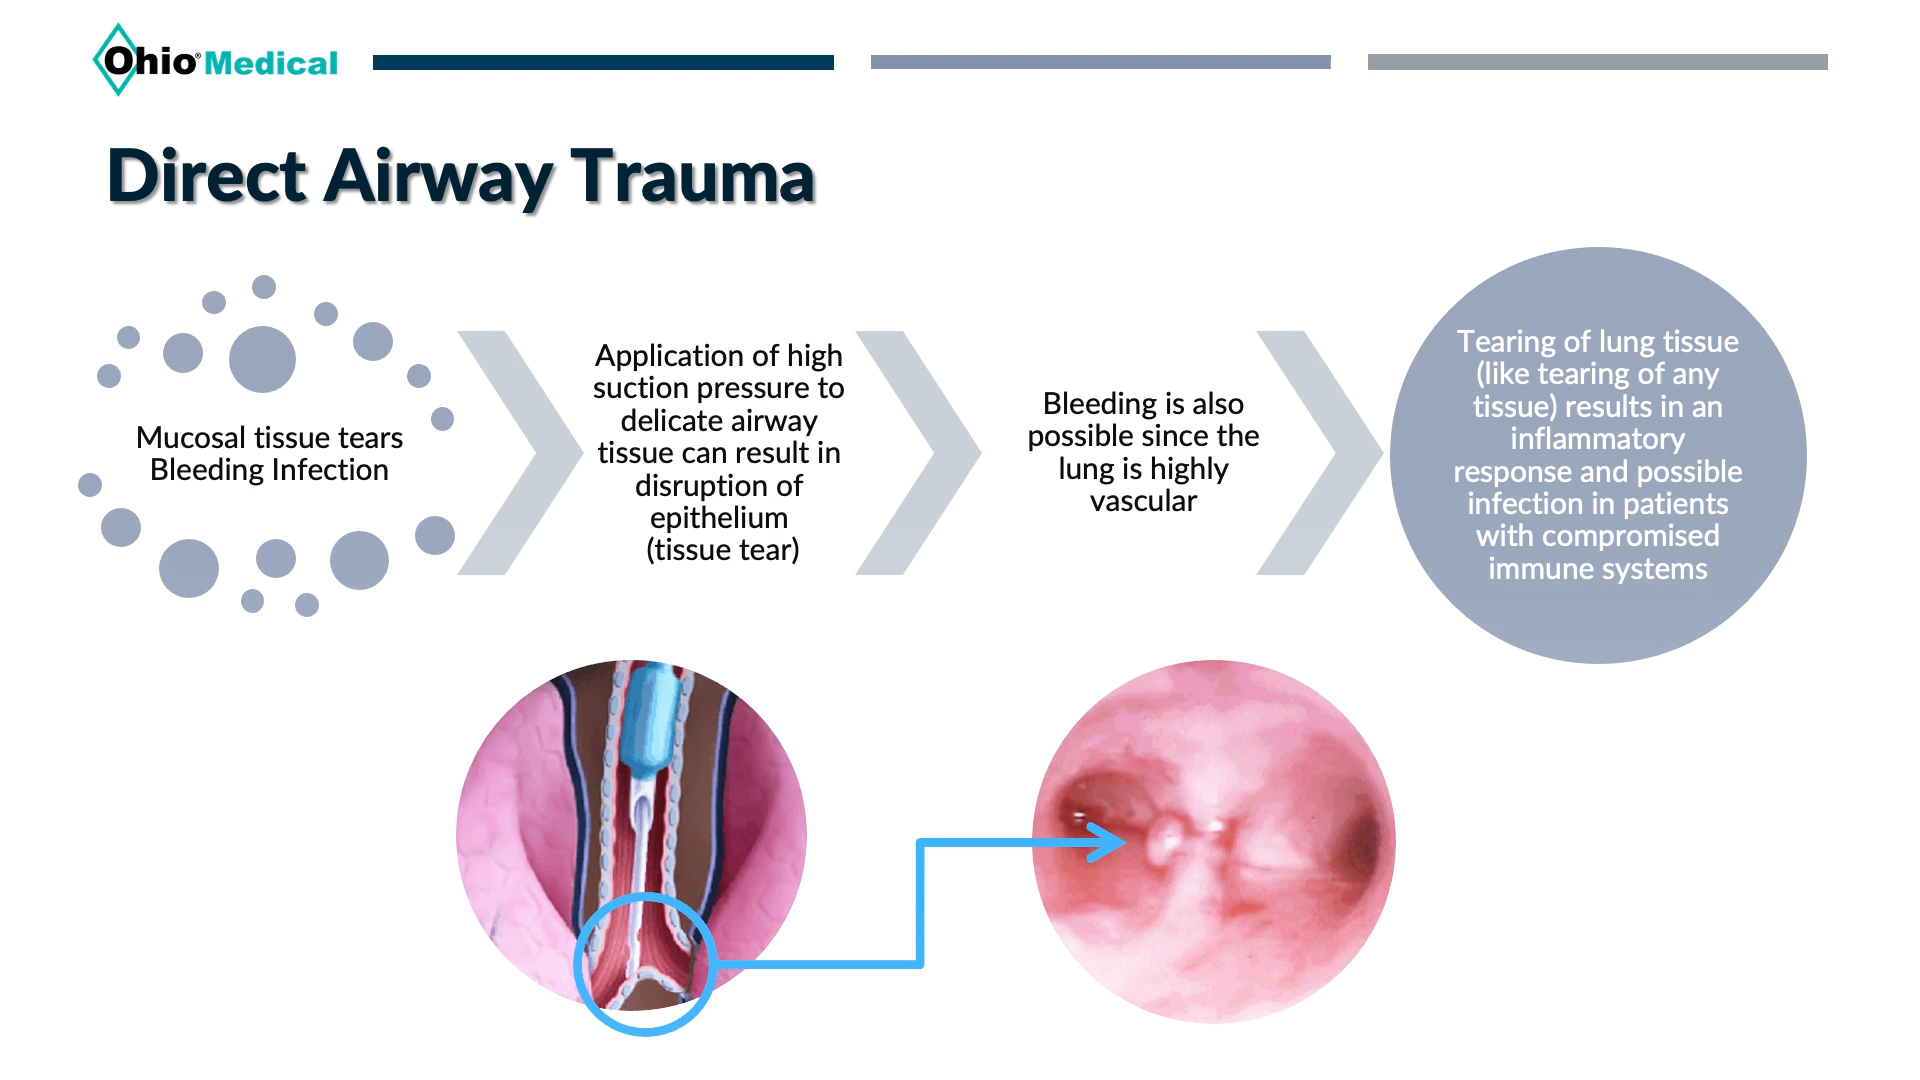 Ohio® Medical
Direct Airway Trauma
Mucosal tissue tears
Bleeding Infection
Application of high
suction pressure to
delicate airway
tissue can result in
disruption of
epithelium
(tissue tear)
Bleeding is also
possible since the
lung is highly
vascular
Tearing of lung tissue
(like tearing of any
tissue) results in an
inflammatory
response and possible
infection in patients
with compromised
immune systems